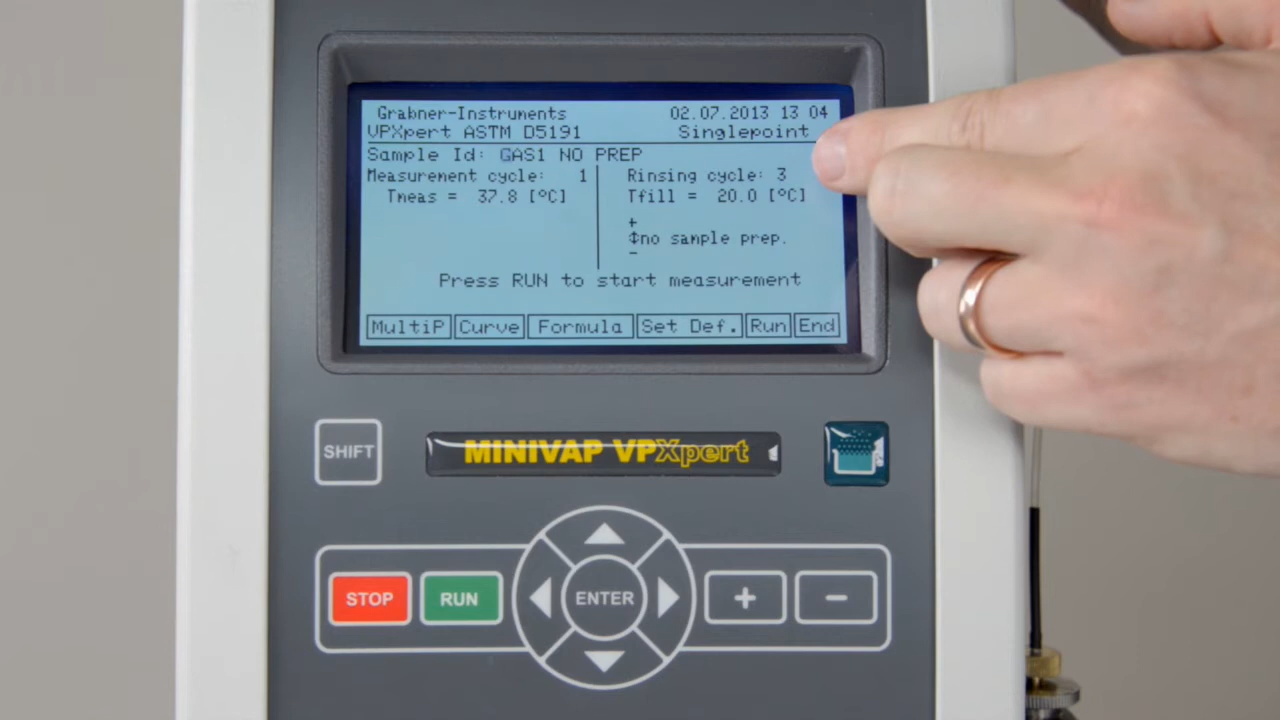 Grabner-Instruments 02.07.2013 13 04
VPXpert ASTM D5191 Singlepoint
Sample Id: GAS1 NO PREP
Measurement cycle: 1 Rinsing cycle: 3
Tmeas = 37.8 [°C] Tfill = 20.0 [°C]
+
no sample prep.
-
Press RUN to start measurement
MultiP Curve Formula Set Def. Run End
SHIFT
MINIVAP VPXpert
STOP RUN ENTER + -